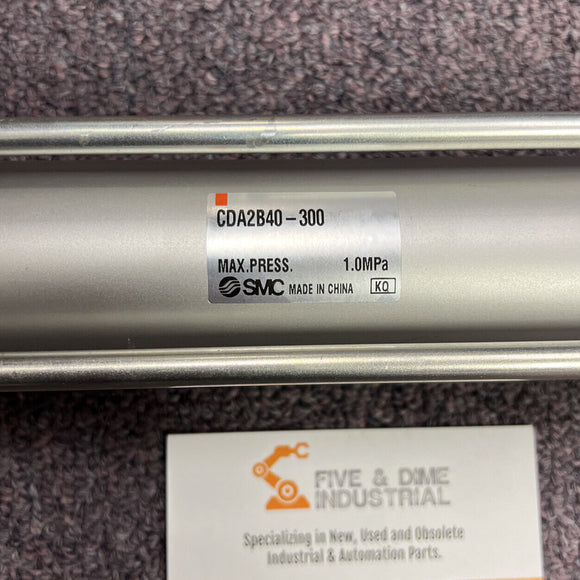 CDA2B40-300
MAX.PRESS. 1.0MPa
SMC MADE IN CHINA KQ
FIVE & DIME
INDUSTRIAL
Specializing in New, Used and Obsolete
Industrial & Automation Parts.